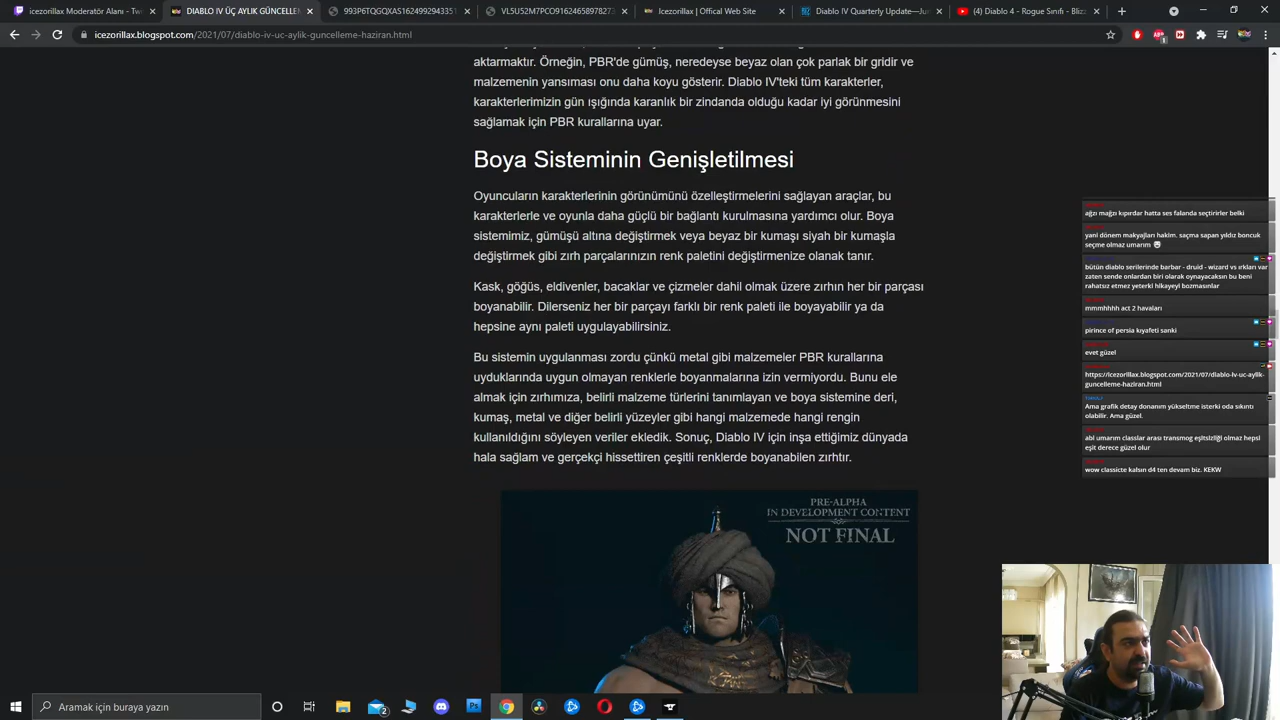 icezorillax Moderatör Alanı - Tw
DIABLO IV ÜÇ AYLIK GÜNCELLEM
993P6TQGQXAS1624992943357
VL5U52M7PCO91624658978273
Icezorillax | Offical Web Site
Diablo IV Quarterly Update—Jun
(4) Diablo 4 - Rogue Sınıfı - Bliz
icezorillax.blogspot.com/2021/07/diablo-iv-uc-aylik-guncelleme-haziran.html
aktarmaktır. Örneğin, PBR'de gümüş, neredeyse beyaz olan çok parlak bir gridir ve
malzemenin yansıması onu daha koyu gösterir. Diablo IV'teki tüm karakterler,
karakterlerimizin gün ışığında karanlık bir zindanda olduğu kadar iyi görünmesini
sağlamak için PBR kurallarına uyar.
Boya Sisteminin Genişletilmesi
Oyuncuların karakterlerinin görünümünü özelleştirmelerini sağlayan araçlar, bu
karakterlerle ve oyunla daha güçlü bir bağlantı kurulmasına yardımcı olur. Boya
sistemimiz, gümüşü altına değiştirmek veya beyaz bir kumaşı siyah bir kumaşla
değiştirmek gibi zırh parçalarınızın renk paletini değiştirmenize olanak tanır.
Kask, göğüs, eldivenler, bacaklar ve çizmeler dahil olmak üzere zırhın her bir parçası
boyanabilir. Dilerseniz her bir parçayı farklı bir renk paleti ile boyayabilir ya da
hepsine aynı paleti uygulayabilirsiniz.
Bu sistemin uygulanması zordu çünkü metal gibi malzemeler PBR kurallarına
uyduklarında uygun olmayan renklerle boyanmalarına izin vermiyordu. Bunu ele
almak için zırhımıza, belirli malzeme türlerini tanımlayan ve boya sistemine deri,
kumaş, metal ve diğer belirli yüzeyler gibi hangi malzemede hangi rengin
kullanıldığını söyleyen veriler ekledik. Sonuç, Diablo IV için inşa ettiğimiz dünyada
hala sağlam ve gerçekçi hissettiren çeşitli renklerde boyanabilen zırhtır.
PRE-ALPHA
IN DEVELOPMENT CONTENT
NOT FINAL
ağzı mağzı kıpırdar hatta ses falanda seçtirirler belki
yani dönem makyajları hakim. saçma sapan yıldız boncuk
seçme olmaz umarım
bütün diablo serilerinde barbar - druid - wizard vs ırkları var
zaten sende onlardan biri olarak oynayacaksın bu beni
rahatsız etmez yeterki hikayeyi bozmasınlar
mmmhhhh act 2 havaları
pirince of persia kıyafeti sanki
evet güzel
https://icezorillax.blogspot.com/2021/07/diablo-iv-uc-aylik-
guncelleme-haziran.html
Ama grafik detay donanım yükseltme isterki oda sıkıntı
olabilir. Ama güzel.
abi umarım classlar arası transmog eşitsizliği olmaz hepsi
eşit derece güzel olur
wow classicte kalsın d4 ten devam biz. KEKW
Aramak için buraya yazın